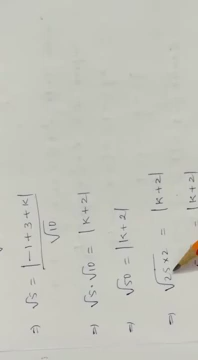 ⇒) √5 = |-1+3+k| / √10
⇒) √5 · √10 = |k+2|
⇒) √50 = |k+2|
⇒) √25×2 = |k+2|
= |k+2|